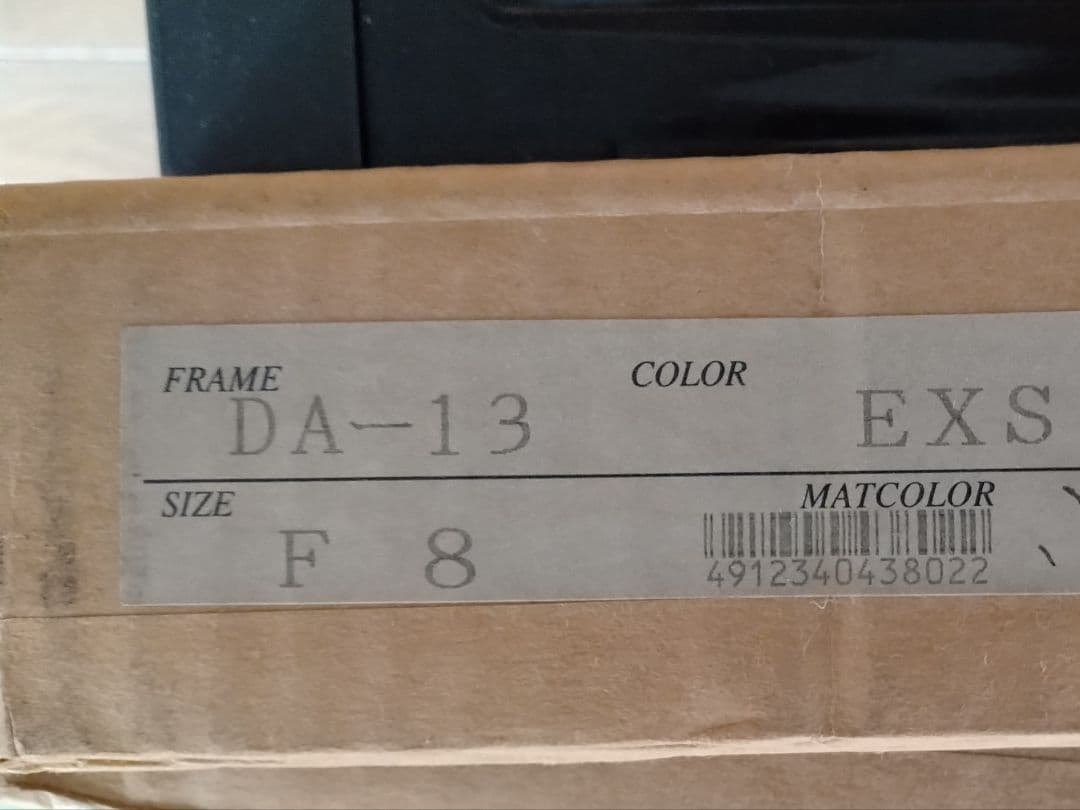 FRAME
COLOR
DA-13
EXS
SIZE
MATCOLOR
F 8
4912340438022